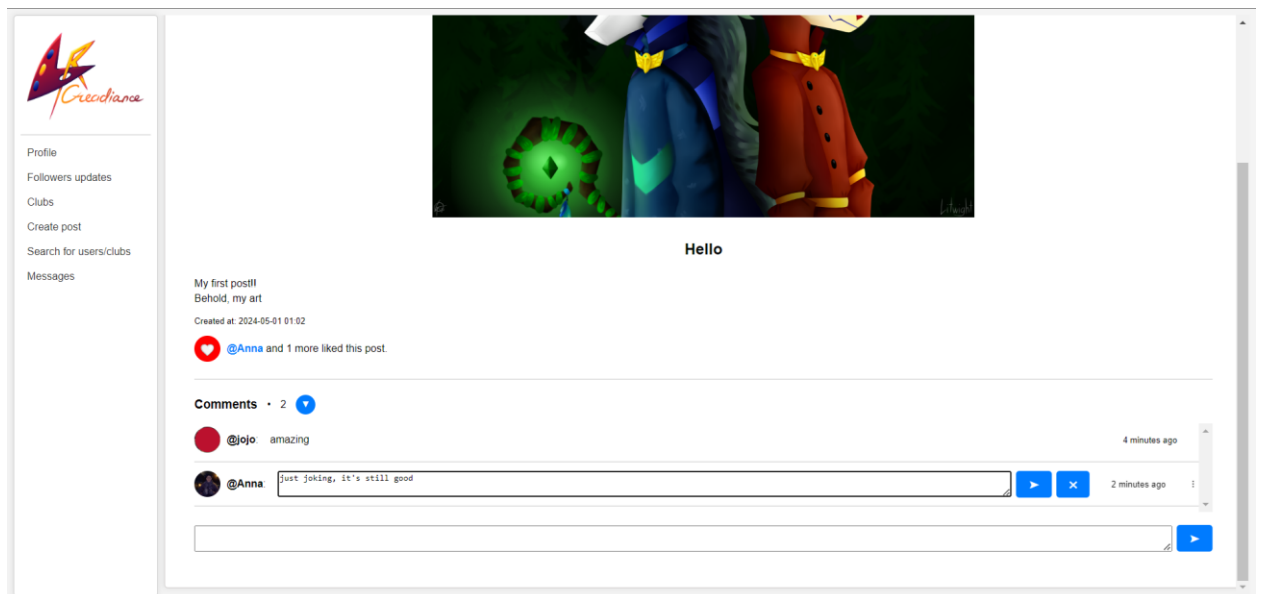 Creadiance
Profile
Followers updates
Clubs
Create post
Search for users/clubs
Messages
Litwight
Hello
My first post!!
Behold, my art
Created at: 2024-05-01 01:02
@Anna and 1 more liked this post.
Comments • 2
@jojo: amazing 4 minutes ago
@Anna: just joking, it's still good 2 minutes ago